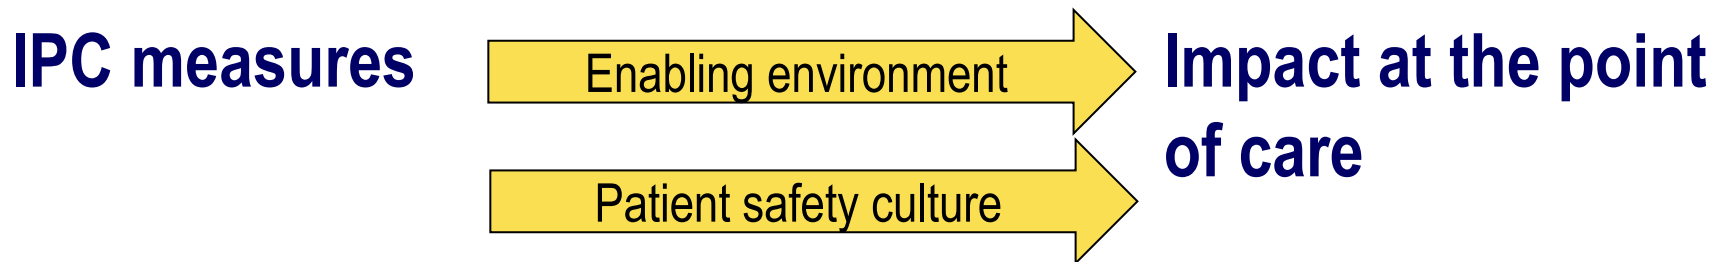 IPC measures
Enabling environment
Patient safety culture
Impact at the point
of care